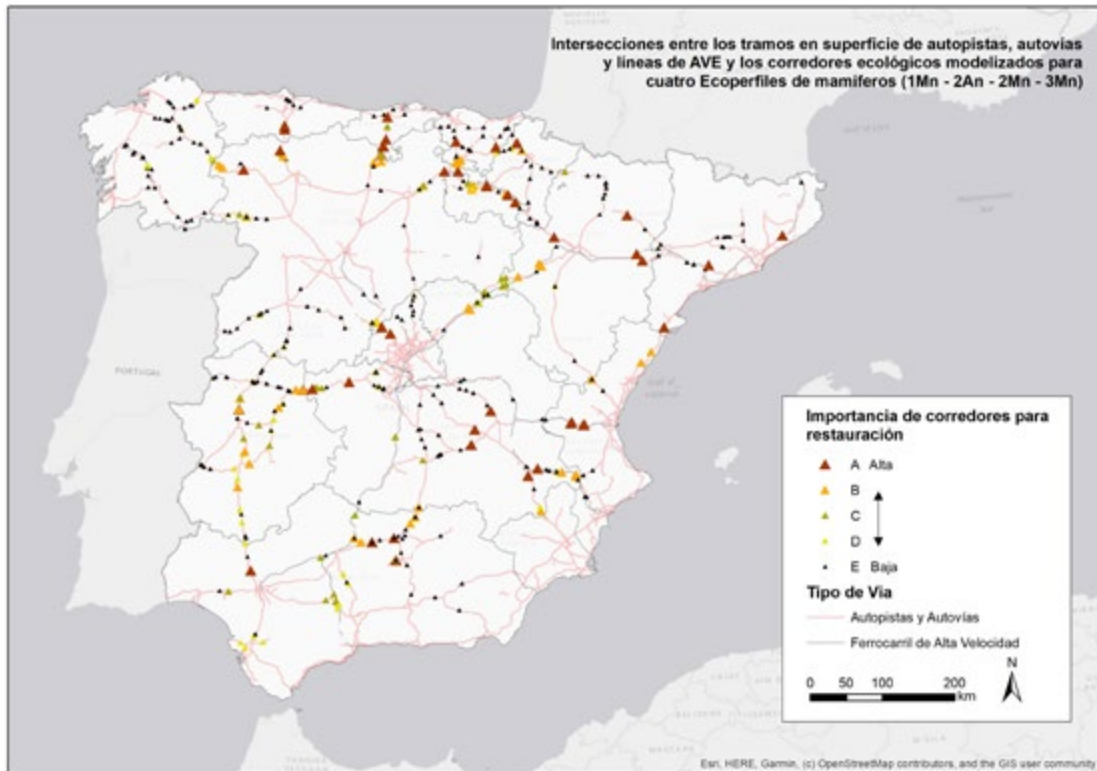 Intersecciones entre los tramos en superficie de autopistas, autovías
y líneas de AVE y los corredores ecológicos modelizados para
cuatro Ecoperfiles de mamíferos (1Mn - 2An - 2Mn - 3Mn)
PORTUGAL
Importancia de corredores para
restauración
A Alta
B
C
D
E Baja
Tipo de Via
Autopistas y Autovías
Ferrocarril de Alta Velocidad
N
0 50 100 200
km
Esri, HERE, Garmin, (c) OpenStreetMap contributors, and the GIS user community